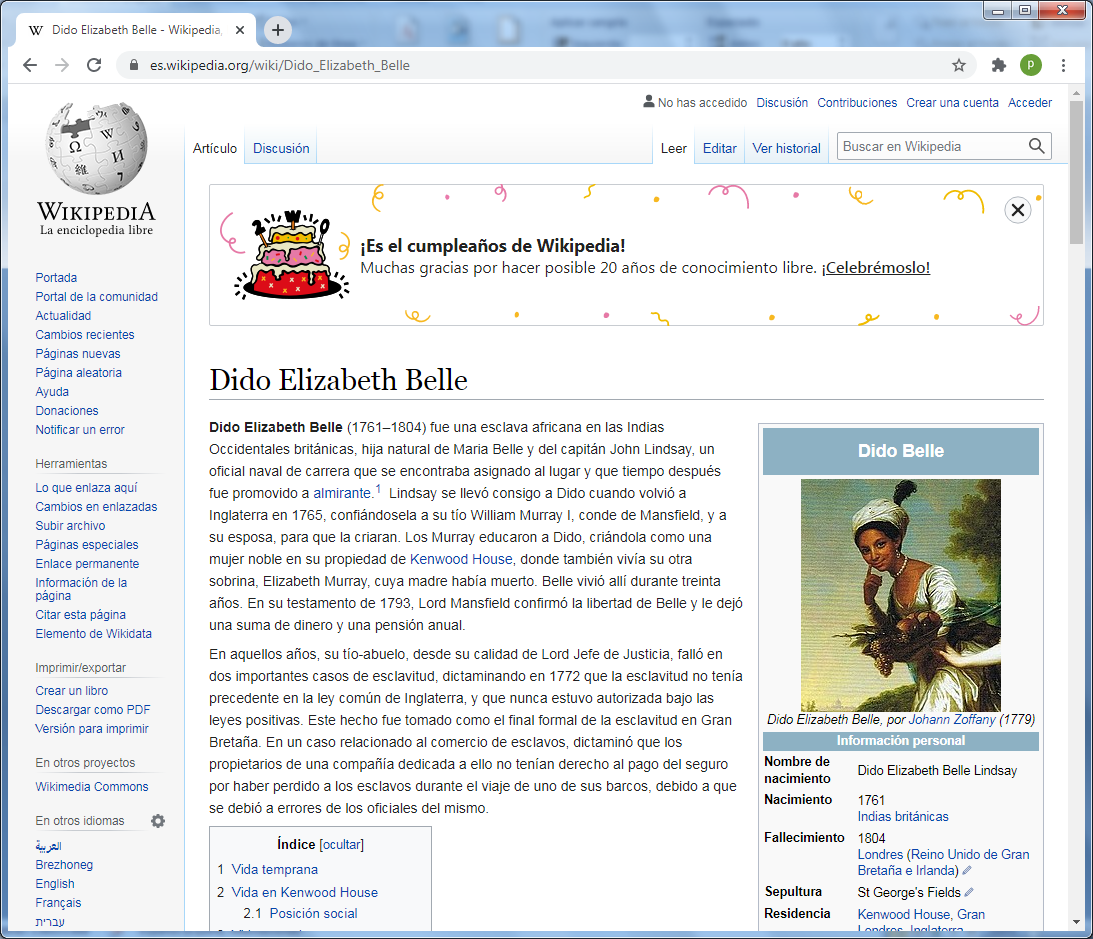 Dido Elizabeth Belle - Wikipedia,
es.wikipedia.org/wiki/Dido_Elizabeth_Belle
P
No has accedido Discusión Contribuciones Crear una cuenta Acceder
Artículo Discusión Leer Editar Ver historial Buscar en Wikipedia
WIKIPEDIA
La enciclopedia libre
Portada
Portal de la comunidad
Actualidad
Cambios recientes
Páginas nuevas
Página aleatoria
Ayuda
Donaciones
Notificar un error
Herramientas
Lo que enlaza aquí
Cambios en enlazadas
Subir archivo
Páginas especiales
Enlace permanente
Información de la
página
Citar esta página
Elemento de Wikidata
Imprimir/exportar
Crear un libro
Descargar como PDF
Versión para imprimir
En otros proyectos
Wikimedia Commons
En otros idiomas
العربية
Brezhoneg
English
Français
עברית
2 W 0
¡Es el cumpleaños de Wikipedia!
Muchas gracias por hacer posible 20 años de conocimiento libre. ¡Celebrémoslo!
Dido Elizabeth Belle
Dido Elizabeth Belle (1761–1804) fue una esclava africana en las Indias
Occidentales británicas, hija natural de Maria Belle y del capitán John Lindsay, un
oficial naval de carrera que se encontraba asignado al lugar y que tiempo después
fue promovido a almirante.1 Lindsay se llevó consigo a Dido cuando volvió a
Inglaterra en 1765, confiándosela a su tío William Murray I, conde de Mansfield, y a
su esposa, para que la criaran. Los Murray educaron a Dido, criándola como una
mujer noble en su propiedad de Kenwood House, donde también vivía su otra
sobrina, Elizabeth Murray, cuya madre había muerto. Belle vivió allí durante treinta
años. En su testamento de 1793, Lord Mansfield confirmó la libertad de Belle y le dejó
una suma de dinero y una pensión anual.
En aquellos años, su tío-abuelo, desde su calidad de Lord Jefe de Justicia, falló en
dos importantes casos de esclavitud, dictaminando en 1772 que la esclavitud no tenía
precedente en la ley común de Inglaterra, y que nunca estuvo autorizada bajo las
leyes positivas. Este hecho fue tomado como el final formal de la esclavitud en Gran
Bretaña. En un caso relacionado al comercio de esclavos, dictaminó que los
propietarios de una compañía dedicada a ello no tenían derecho al pago del seguro
por haber perdido a los esclavos durante el viaje de uno de sus barcos, debido a que
se debió a errores de los oficiales del mismo.
Índice [ocultar]
1 Vida temprana
2 Vida en Kenwood House
2.1 Posición social
Dido Belle
Dido Elizabeth Belle, por Johann Zoffany (1779)
Información personal
Nombre de
nacimiento Dido Elizabeth Belle Lindsay
Nacimiento 1761
Indias británicas
Fallecimiento 1804
Londres (Reino Unido de Gran
Bretaña e Irlanda)
Sepultura St George's Fields
Residencia Kenwood House, Gran
Londres, Inglaterra